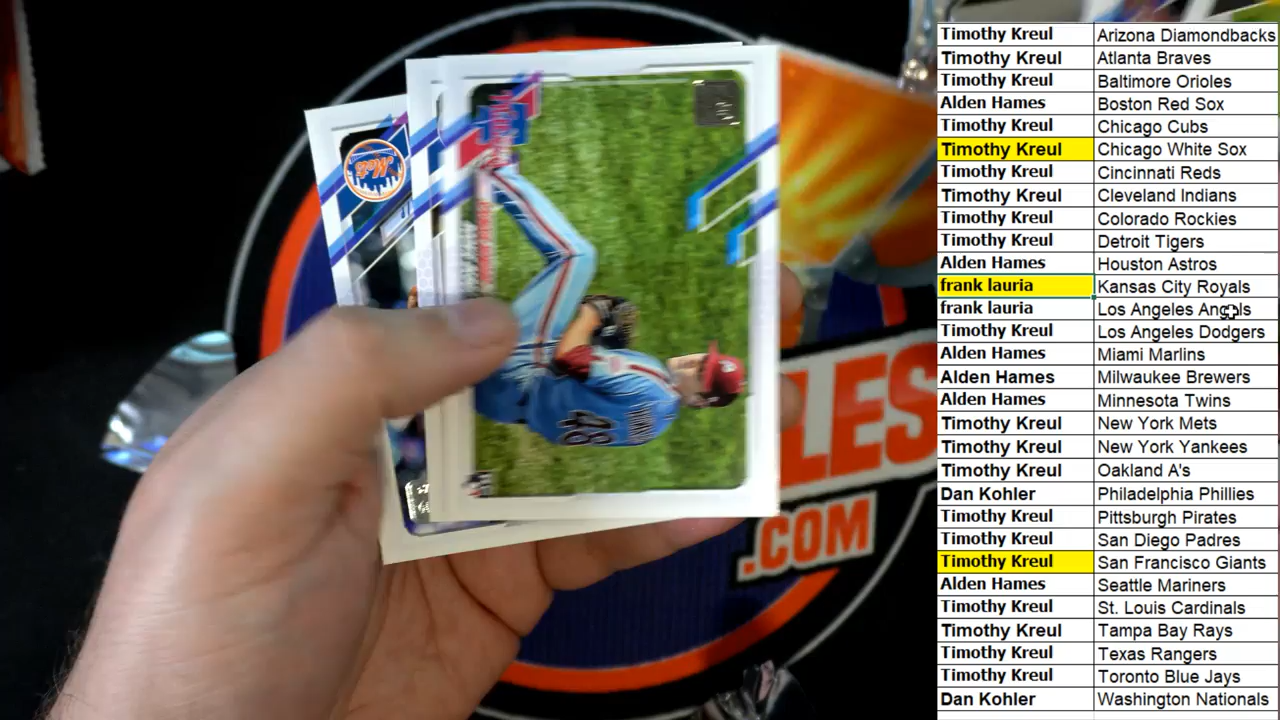 Timothy Kreul Arizona Diamondbacks
Timothy Kreul Atlanta Braves
Timothy Kreul Baltimore Orioles
Alden Hames Boston Red Sox
Timothy Kreul Chicago Cubs
Timothy Kreul Chicago White Sox
Timothy Kreul Cincinnati Reds
Timothy Kreul Cleveland Indians
Timothy Kreul Colorado Rockies
Timothy Kreul Detroit Tigers
Alden Hames Houston Astros
frank lauria Kansas City Royals
frank lauria Los Angeles Angels
Timothy Kreul Los Angeles Dodgers
Alden Hames Miami Marlins
Alden Hames Milwaukee Brewers
Alden Hames Minnesota Twins
Timothy Kreul New York Mets
Timothy Kreul New York Yankees
Timothy Kreul Oakland A's
Dan Kohler Philadelphia Phillies
Timothy Kreul Pittsburgh Pirates
Timothy Kreul San Diego Padres
Timothy Kreul San Francisco Giants
Alden Hames Seattle Mariners
Timothy Kreul St. Louis Cardinals
Timothy Kreul Tampa Bay Rays
Timothy Kreul Texas Rangers
Timothy Kreul Toronto Blue Jays
Dan Kohler Washington Nationals
Mets
48
LES
.COM